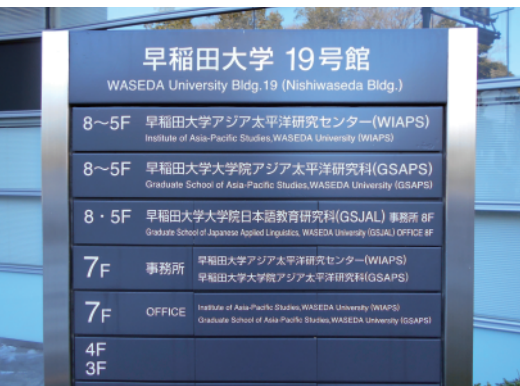 早稲田大学 19号館
WASEDA University Bldg.19 (Nishiwaseda Bldg.)
8〜5F 早稲田大学アジア太平洋研究センター(WIAPS)
Institute of Asia-Pacific Studies,WASEDA University (WIAPS)
8〜5F 早稲田大学大学院アジア太平洋研究科(GSAPS)
Graduate School of Asia-Pacific Studies,WASEDA University (GSAPS)
8・5F 早稲田大学大学院日本語教育研究科(GSJAL) 事務所 8F
Graduate School of Japanese Applied Linguistics, WASEDA University (GSJAL) OFFICE 8F
7F 事務所 早稲田大学アジア太平洋研究センター(WIAPS)
早稲田大学大学院アジア太平洋研究科(GSAPS)
7F OFFICE Institute of Asia-Pacific Studies,WASEDA University (WIAPS)
Graduate School of Asia-Pacific Studies,WASEDA University (GSAPS)
4F
3F